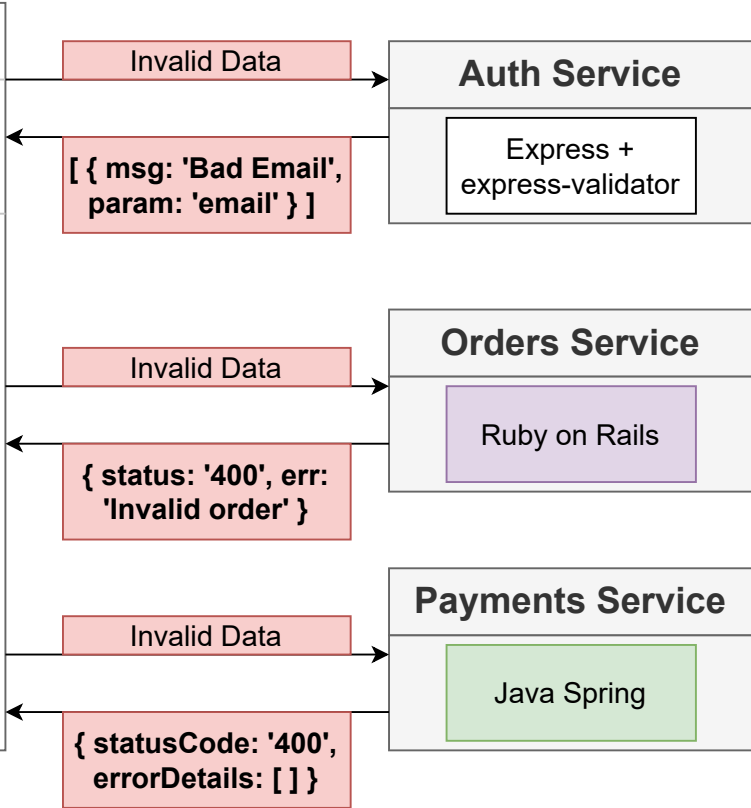 Invalid Data
Auth Service
[ { msg: 'Bad Email',
param: 'email' } ]
Express +
express-validator
Invalid Data
Orders Service
{ status: '400', err:
'Invalid order' }
Ruby on Rails
Invalid Data
Payments Service
{ statusCode: '400',
errorDetails: [ ] }
Java Spring